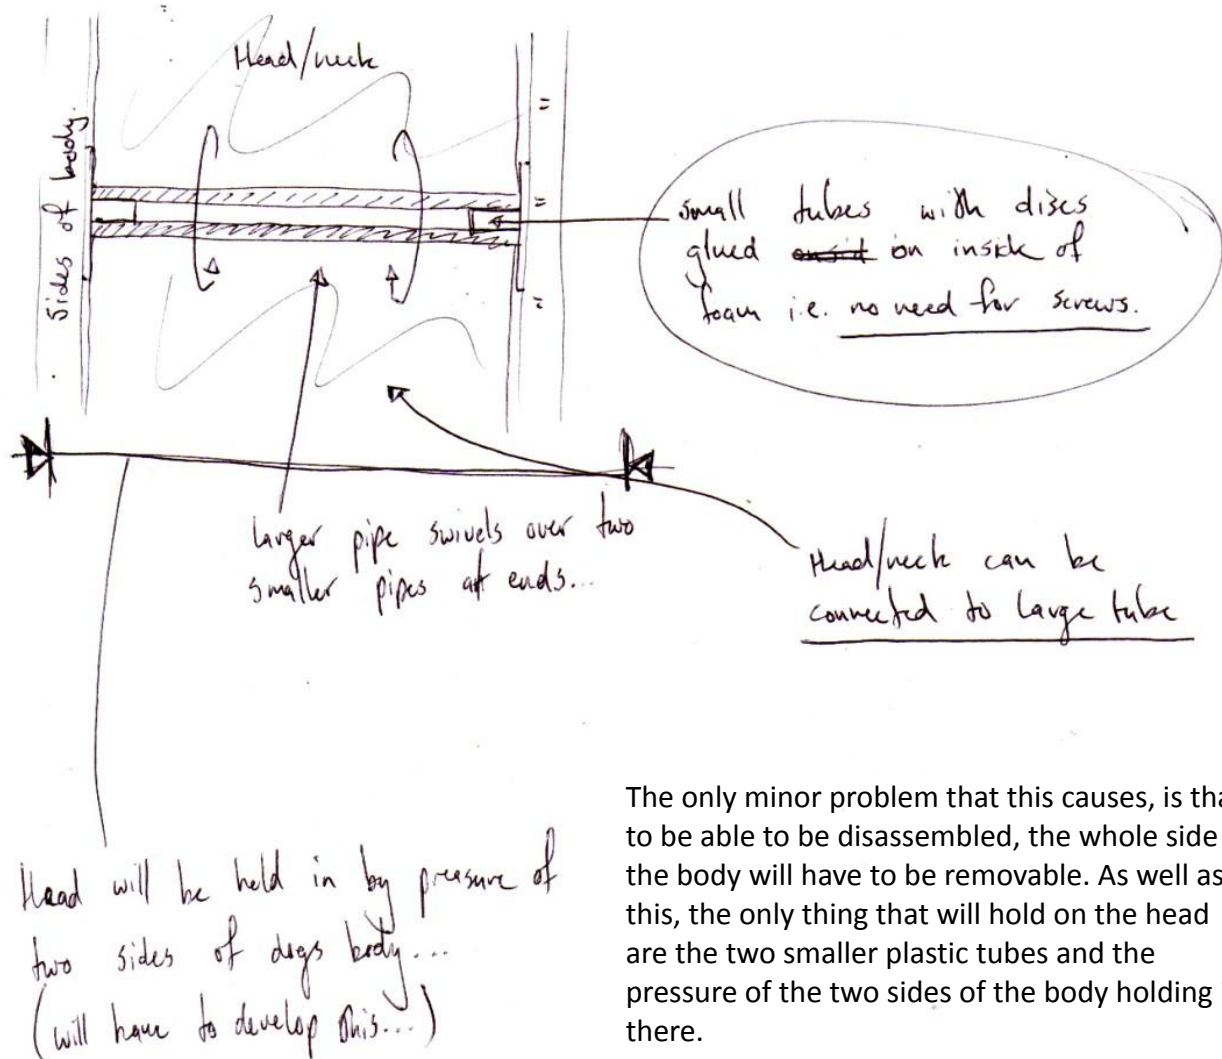 Head/neck
Sides of body.
small tubes with discs
glued onsid on inside of
foam i.e. no need for screws.
larger pipe swivels over two
smaller pipes at ends...
Head/neck can be
connected to large tube
Head will be held in by preasure of
two sides of dogs body...
(will have to develop this...)
The only minor problem that this causes, is tha
to be able to be disassembled, the whole side
the body will have to be removable. As well as
this, the only thing that will hold on the head
are the two smaller plastic tubes and the
pressure of the two sides of the body holding
there.